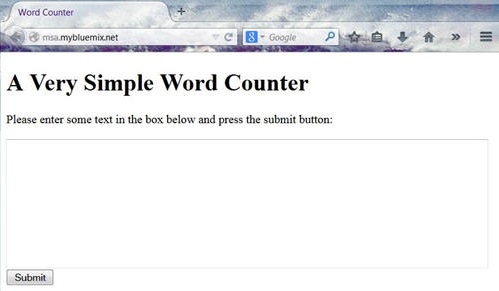 Word Counter
msa.mybluemix.net
Google
A Very Simple Word Counter
Please enter some text in the box below and press the submit button:
Submit